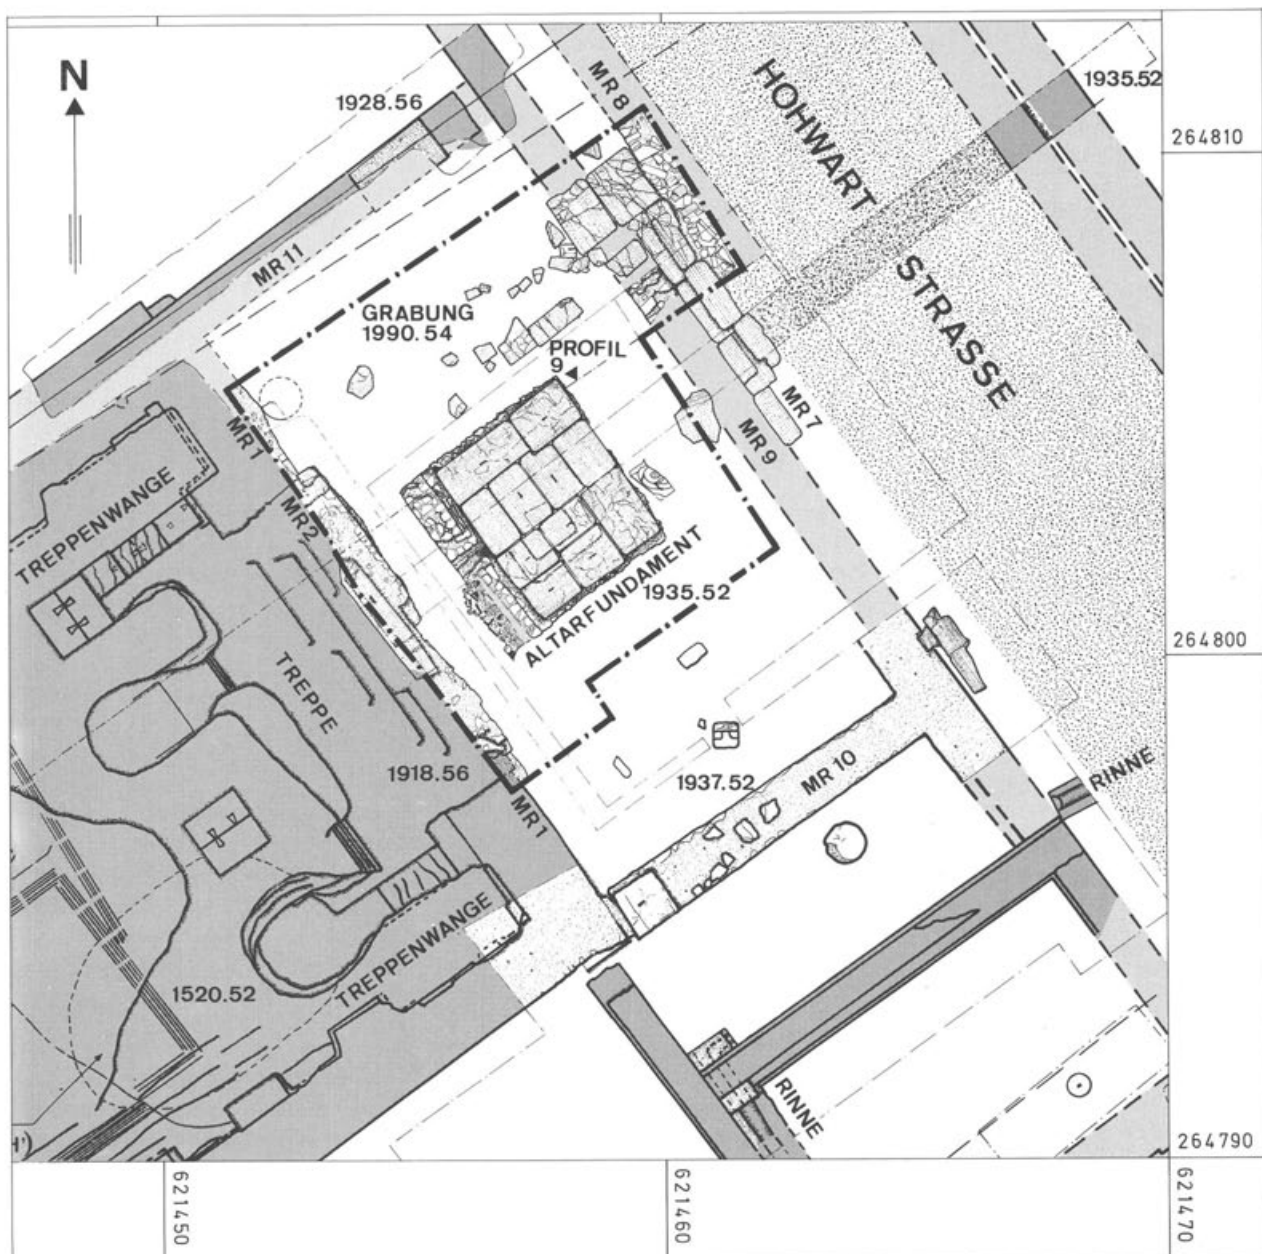 N
1928.56
MR 8
HOHWART
STRASSE
1935.52
264810
MR 11
GRABUNG
1990.54
PROFIL
9
MR 1
MR 7
MR 9
TREPPENWANGE
MR2
ALTARFUNDAMENT
1935.52
264800
TREPPE
1918.56
1937.52
MR 10
RINNE
MR 1
TREPPENWANGE
1520.52
RINNE
H')
264790
621450
621460
621470